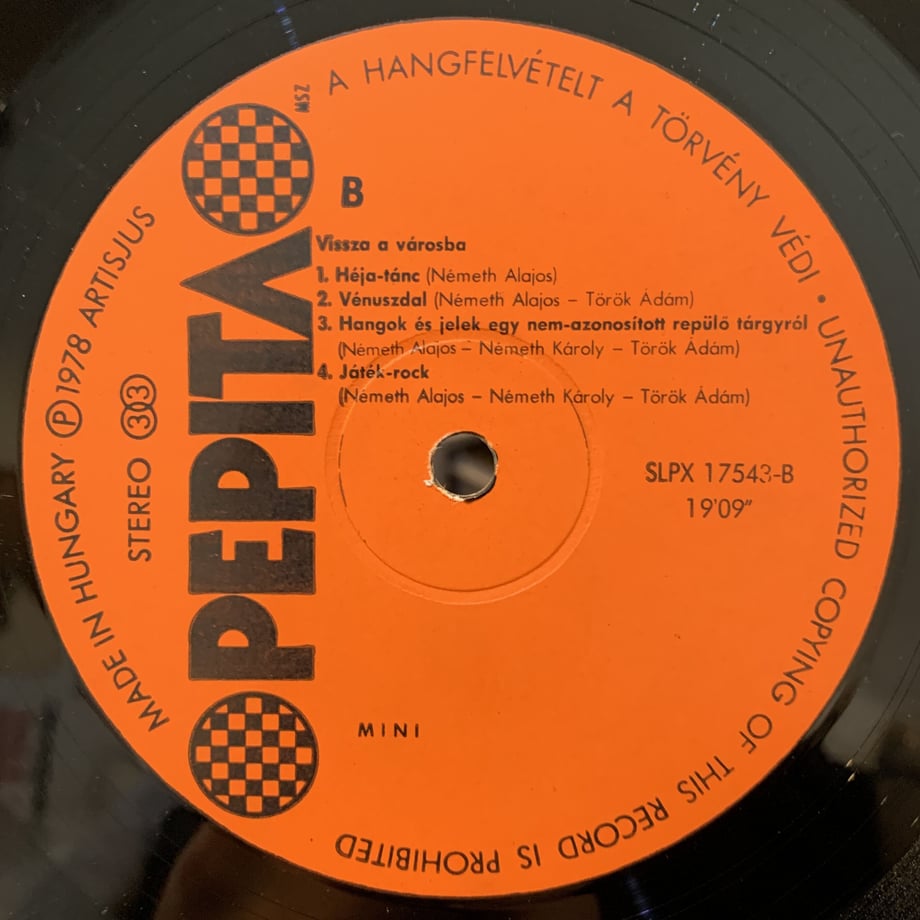 A HANGFELVÉTELT A TÖRVÉNY VÉDI • UNAUTHORIZED COPYING OF THIS RECORD IS PROHIBITED
MADE IN HUNGARY Ⓟ 1978 ARTISJUS
STEREO 33
PEPITA
MSZ
B
Vissza a városba
1. Héja-tánc (Németh Alajos)
2. Vénuszdal (Németh Alajos – Török Ádám)
3. Hangok és jelek egy nem-azonosított repülő tárgyról
(Németh Alajos – Németh Károly – Török Ádám)
4. Játék-rock
(Németh Alajos – Németh Károly – Török Ádám)
SLPX 17543-B
19'09"
MINI